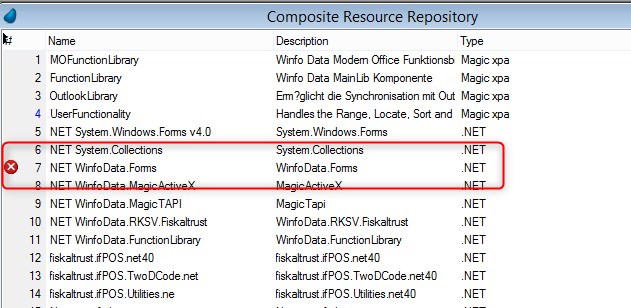 Composite Resource Repository
# Name Description Type
1 MOFunctionLibrary Winfo Data Modern Office Funktionsb Magic xpa
2 FunctionLibrary Winfo Data MainLib Komponente Magic xpa
3 OutlookLibrary Erm?glicht die Synchronisation mit Out Magic xpa
4 UserFunctionality Handles the Range, Locate, Sort and Magic xpa
5 NET System.Windows.Forms v4.0 System.Windows.Forms .NET
6 NET System.Collections System.Collections .NET
7 NET WinfoData.Forms WinfoData.Forms .NET
8 NET WinfoData.MagicActiveX MagicActiveX .NET
9 NET WinfoData.MagicTAPI MagicTapi .NET
10 NET WinfoData.RKSV.Fiskaltrust WinfoData.RKSV.Fiskaltrust .NET
11 NET WinfoData.FunctionLibrary WinfoData.FunctionLibrary .NET
12 fiskaltrust.ifPOS.net40 fiskaltrust.ifPOS.net40 .NET
13 fiskaltrust.ifPOS.TwoDCode.net fiskaltrust.ifPOS.TwoDCode.net40 .NET
14 fiskaltrust.ifPOS.Utilities.ne fiskaltrust.ifPOS.Utilities.net40 .NET